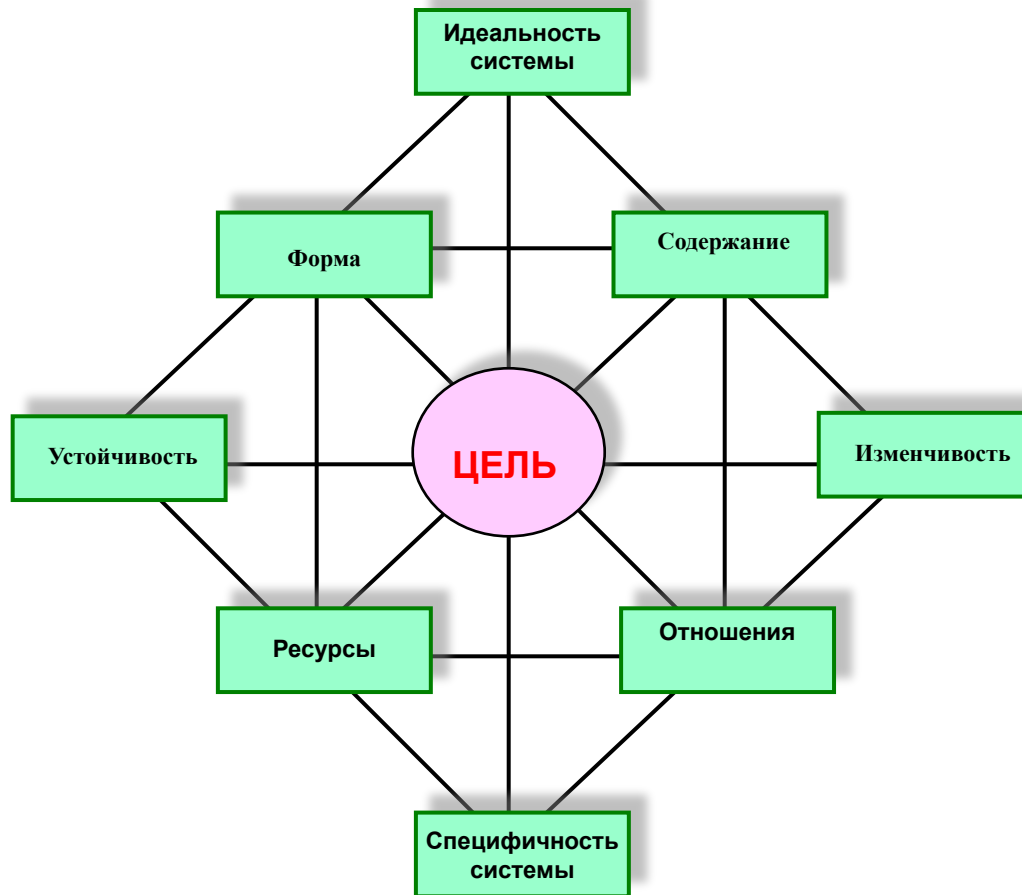 Идеальность
системы
Форма
Содержание
Устойчивость
ЦЕЛЬ
Изменчивость
Ресурсы
Отношения
Специфичность
системы